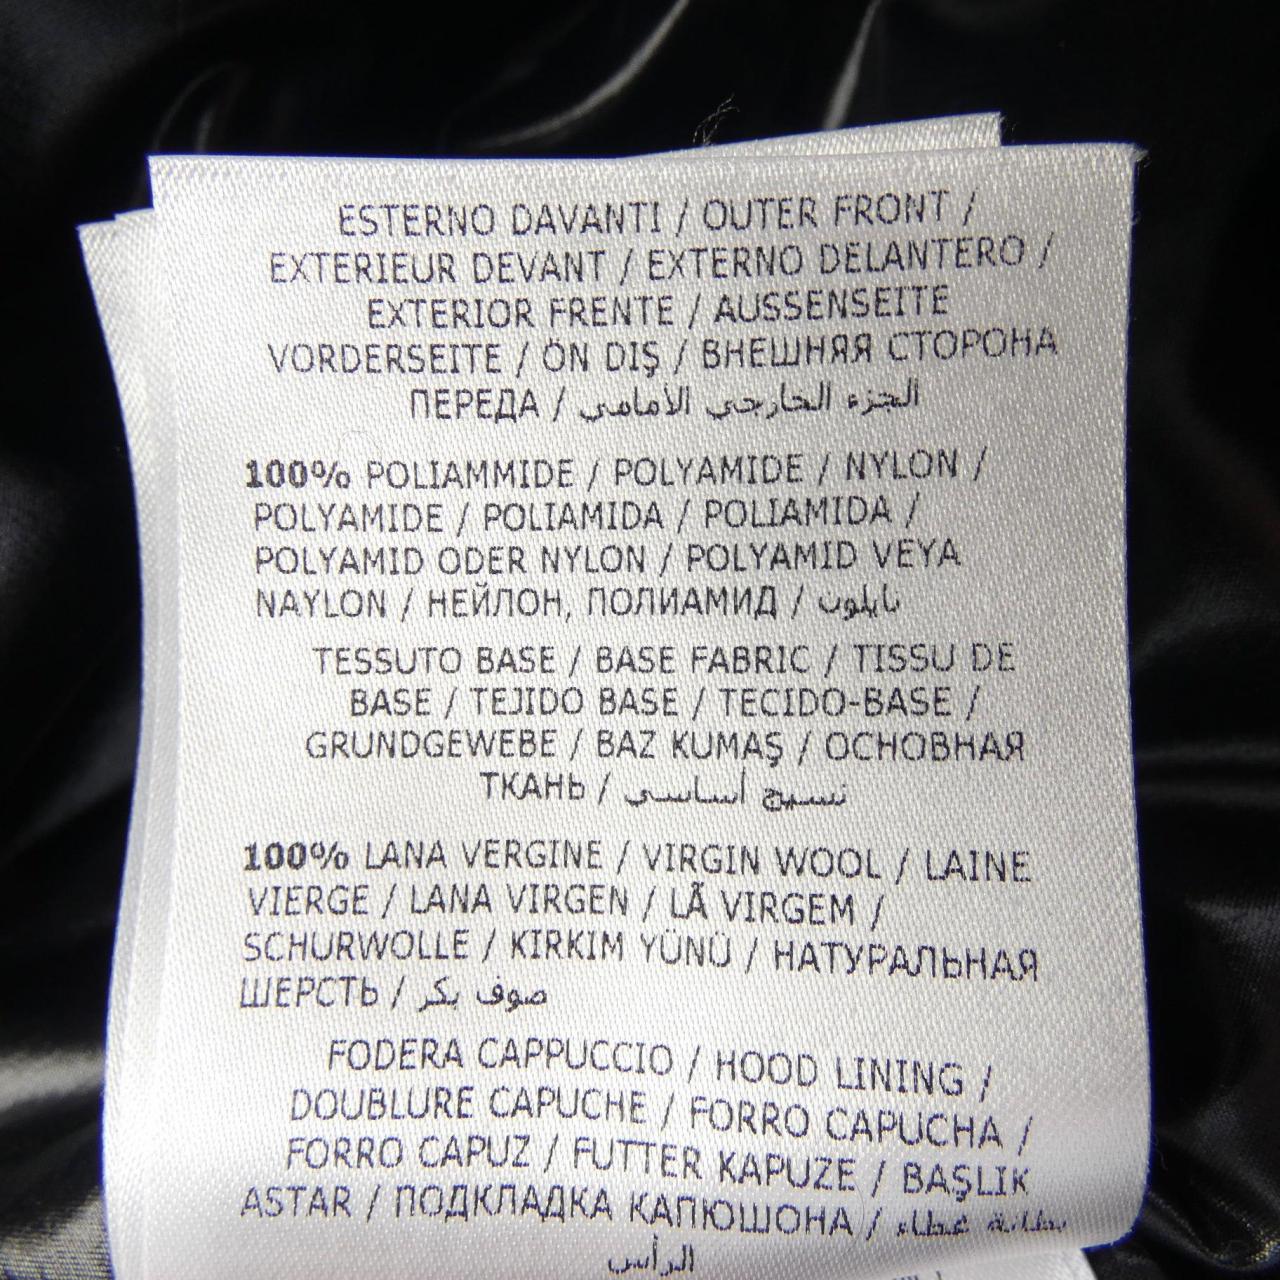 ESTERNO DAVANTI / OUTER FRONT /
EXTERIEUR DEVANT / EXTERNO DELANTERO /
EXTERIOR FRENTE / AUSSENSEITE
VORDERSEITE / ÖN DIŞ / ВНЕШНЯЯ СТОРОНА
ПЕРЕДА / الجزء الخارجي الأمامي
100% POLIAMMIDE / POLYAMIDE / NYLON /
POLYAMIDE / POLIAMIDA / POLIAMIDA /
POLYAMID ODER NYLON / POLYAMID VEYA
NAYLON / НЕЙЛОН, ПОЛИАМИД / نايلون
TESSUTO BASE / BASE FABRIC / TISSU DE
BASE / TEJIDO BASE / TECIDO-BASE /
GRUNDGEWEBE / BAZ KUMAŞ / ОСНОВНАЯ
ТКАНЬ / نسيج أساسي
100% LANA VERGINE / VIRGIN WOOL / LAINE
VIERGE / LANA VIRGEN / LÃ VIRGEM /
SCHURWOLLE / KIRKIM YÜNÜ / НАТУРАЛЬНАЯ
ШЕРСТЬ / صوف بكر
FODERA CAPPUCCIO / HOOD LINING /
DOUBLURE CAPUCHE / FORRO CAPUCHA /
FORRO CAPUZ / FUTTER KAPUZE / BAŞLIK
ASTAR / ПОДКЛАДКА КАПЮШОНА / بطانة غطاء
الرأس